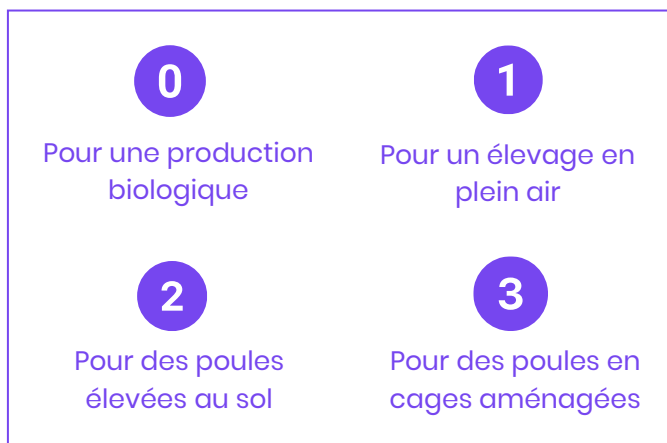 0
Pour une production
biologique
1
Pour un élevage en
plein air
2
Pour des poules
élevées au sol
3
Pour des poules en
cages aménagées